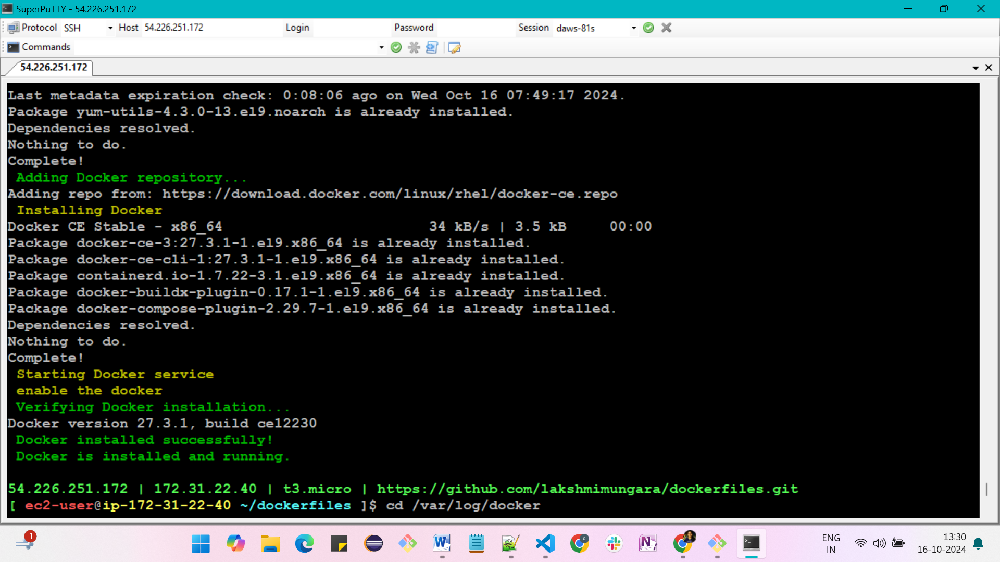 SuperPuTTY - 54.226.251.172
Protocol SSH Host 54.226.251.172 Login Password Session daws-81s
Commands
54.226.251.172
Last metadata expiration check: 0:08:06 ago on Wed Oct 16 07:49:17 2024.
Package yum-utils-4.3.0-13.el9.noarch is already installed.
Dependencies resolved.
Nothing to do.
Complete!
Adding Docker repository...
Adding repo from: https://download.docker.com/linux/rhel/docker-ce.repo
Installing Docker
Docker CE Stable - x86_64 34 kB/s | 3.5 kB 00:00
Package docker-ce-3:27.3.1-1.el9.x86_64 is already installed.
Package docker-ce-cli-1:27.3.1-1.el9.x86_64 is already installed.
Package containerd.io-1.7.22-3.1.el9.x86_64 is already installed.
Package docker-buildx-plugin-0.17.1-1.el9.x86_64 is already installed.
Package docker-compose-plugin-2.29.7-1.el9.x86_64 is already installed.
Dependencies resolved.
Nothing to do.
Complete!
Starting Docker service
enable the docker
Verifying Docker installation...
Docker version 27.3.1, build ce12230
Docker installed successfully!
Docker is installed and running.
54.226.251.172 | 172.31.22.40 | t3.micro | https://github.com/lakshmimungara/dockerfiles.git
[ ec2-user@ip-172-31-22-40 ~/dockerfiles ]$ cd /var/log/docker
1
ENG
IN
13:30
16-10-2024